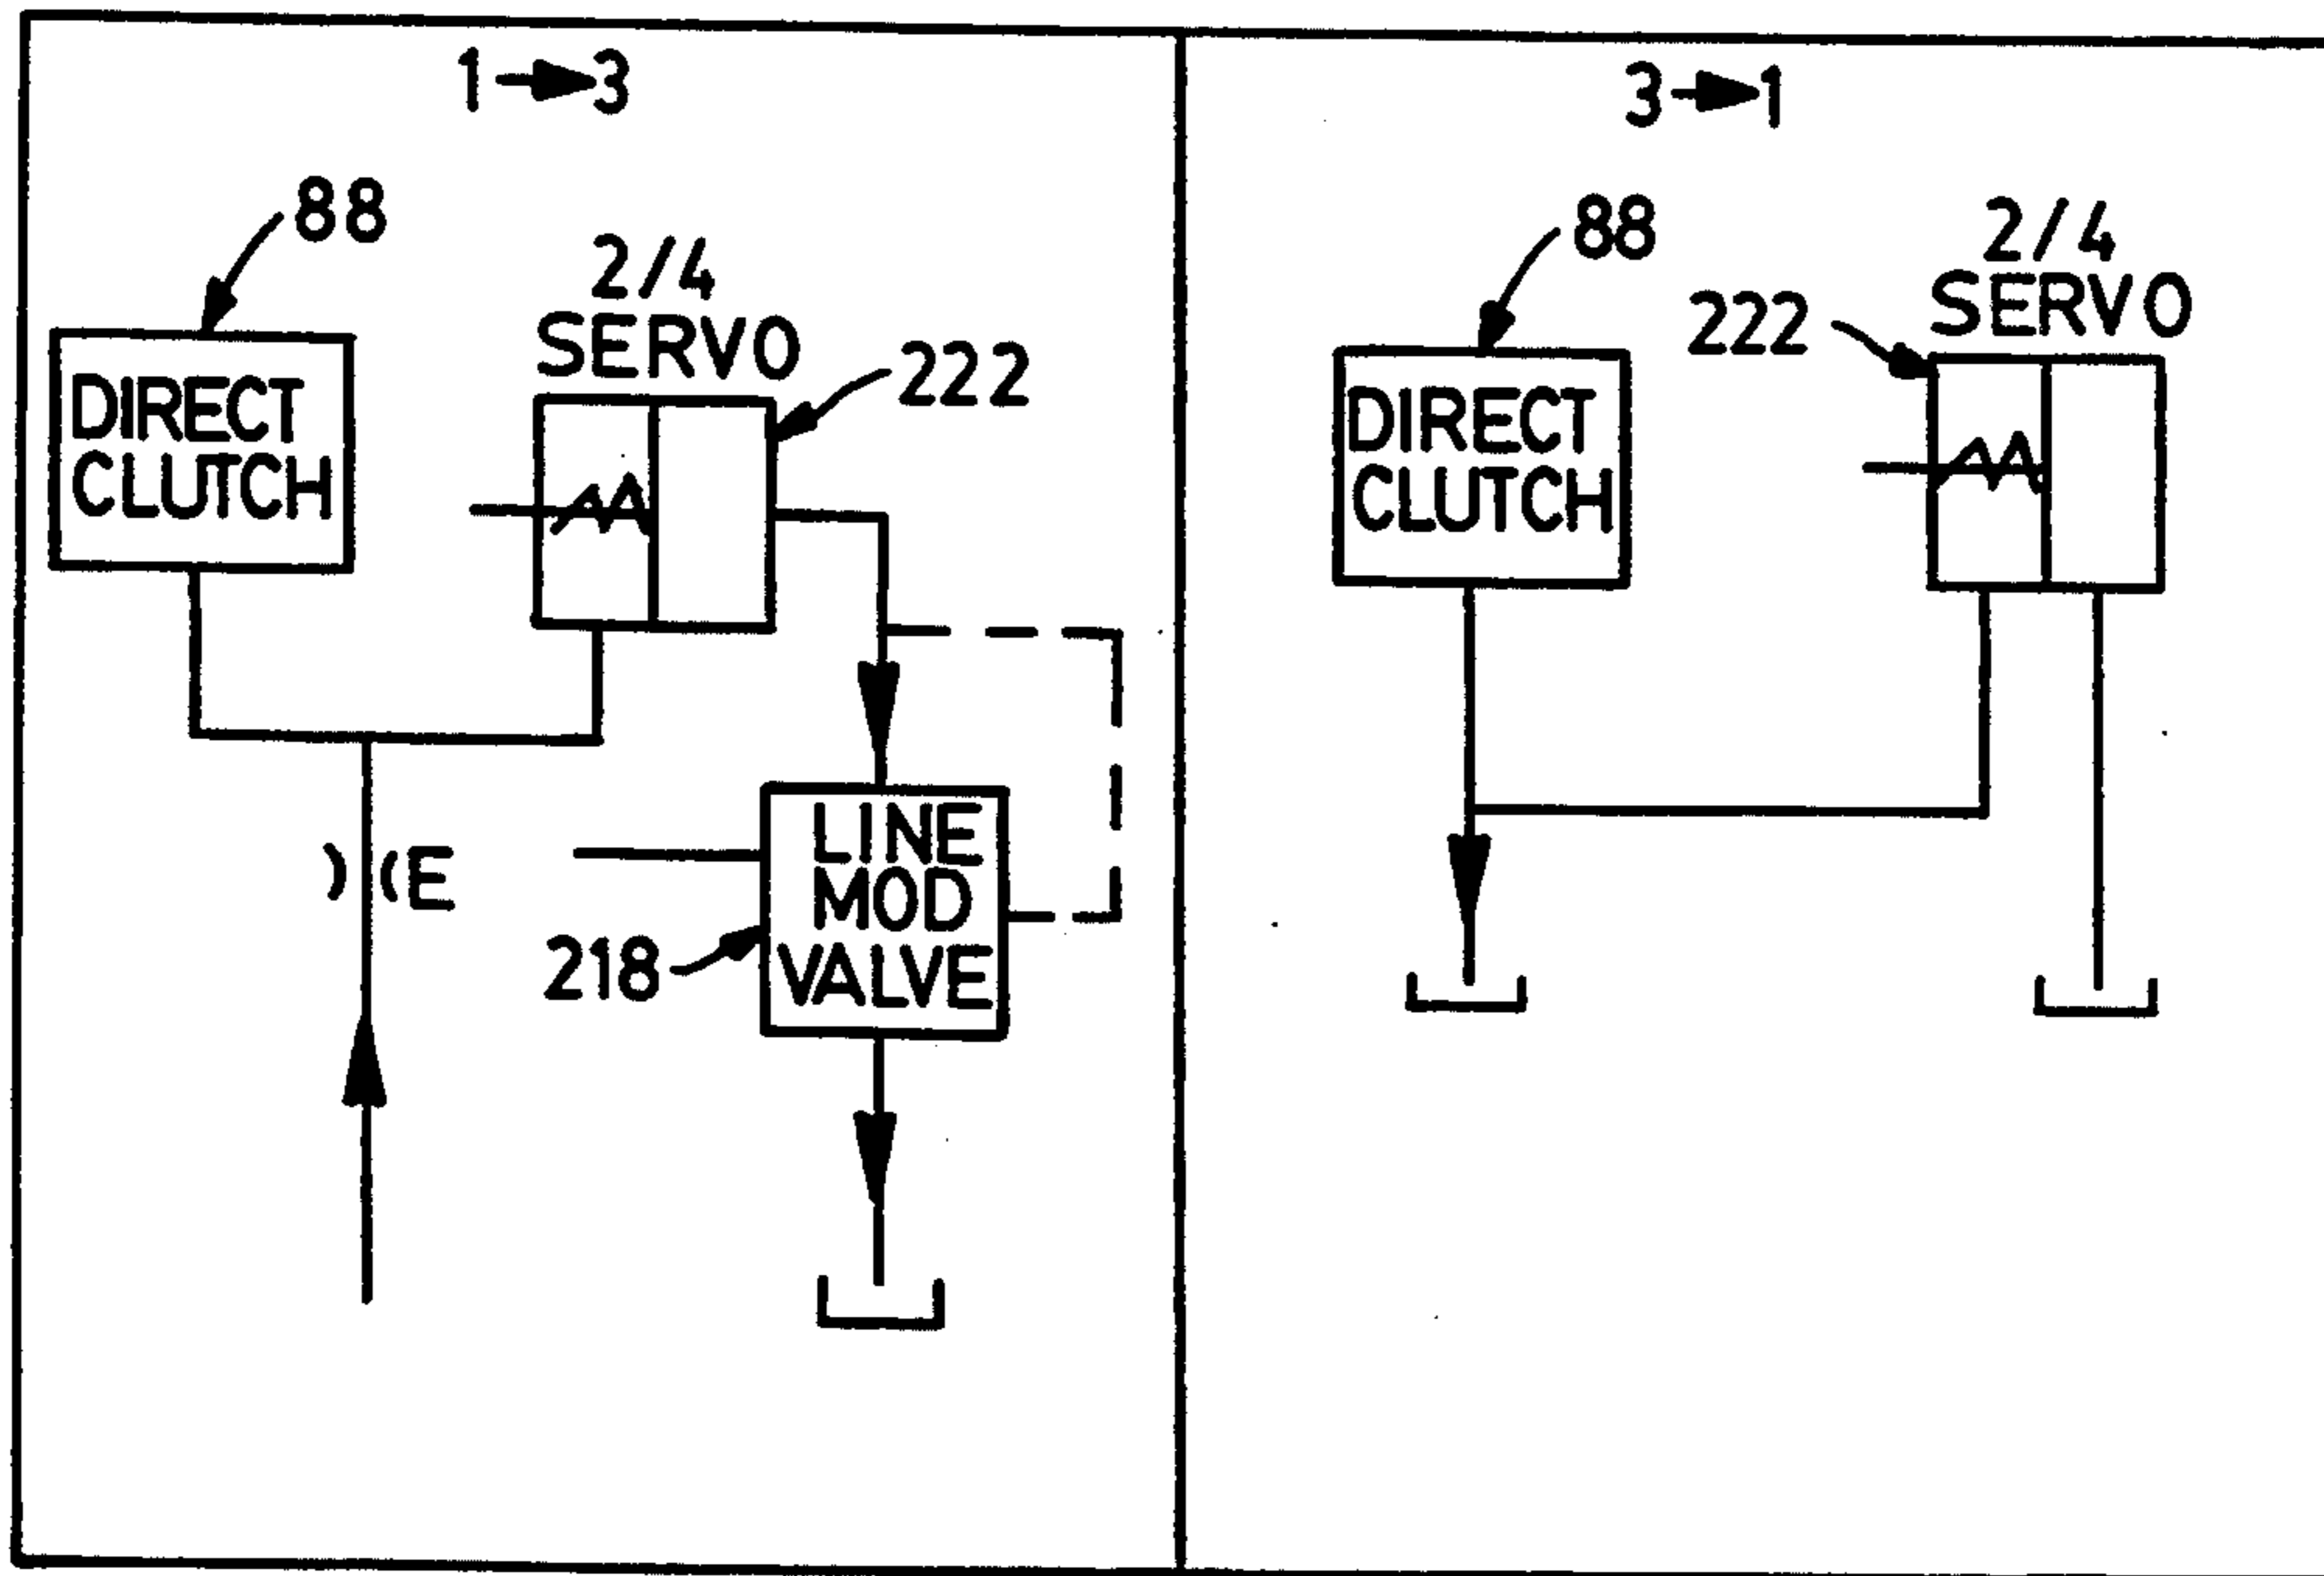 1→3
88
2/4
SERVO
222
DIRECT
CLUTCH
E
LINE
MOD
VALVE
218
3→1
88
2/4
SERVO
222
DIRECT
CLUTCH